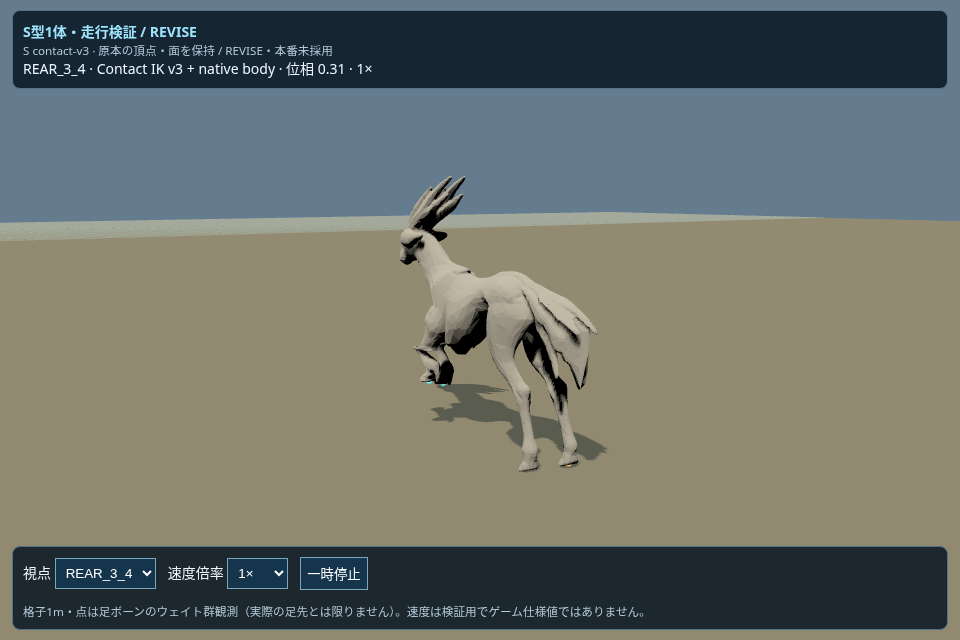 S型1体・走行検証 / REVISE
S contact-v3 · 原本の頂点・面を保持 / REVISE・本番未採用
REAR_3_4 · Contact IK v3 + native body · 位相 0.31 · 1×
視点 REAR_3_4 速度倍率 1× 一時停止
格子1m・点は足ボーンのウェイト群観測（実際の足先とは限りません）。速度は検証用でゲーム仕様値ではありません。